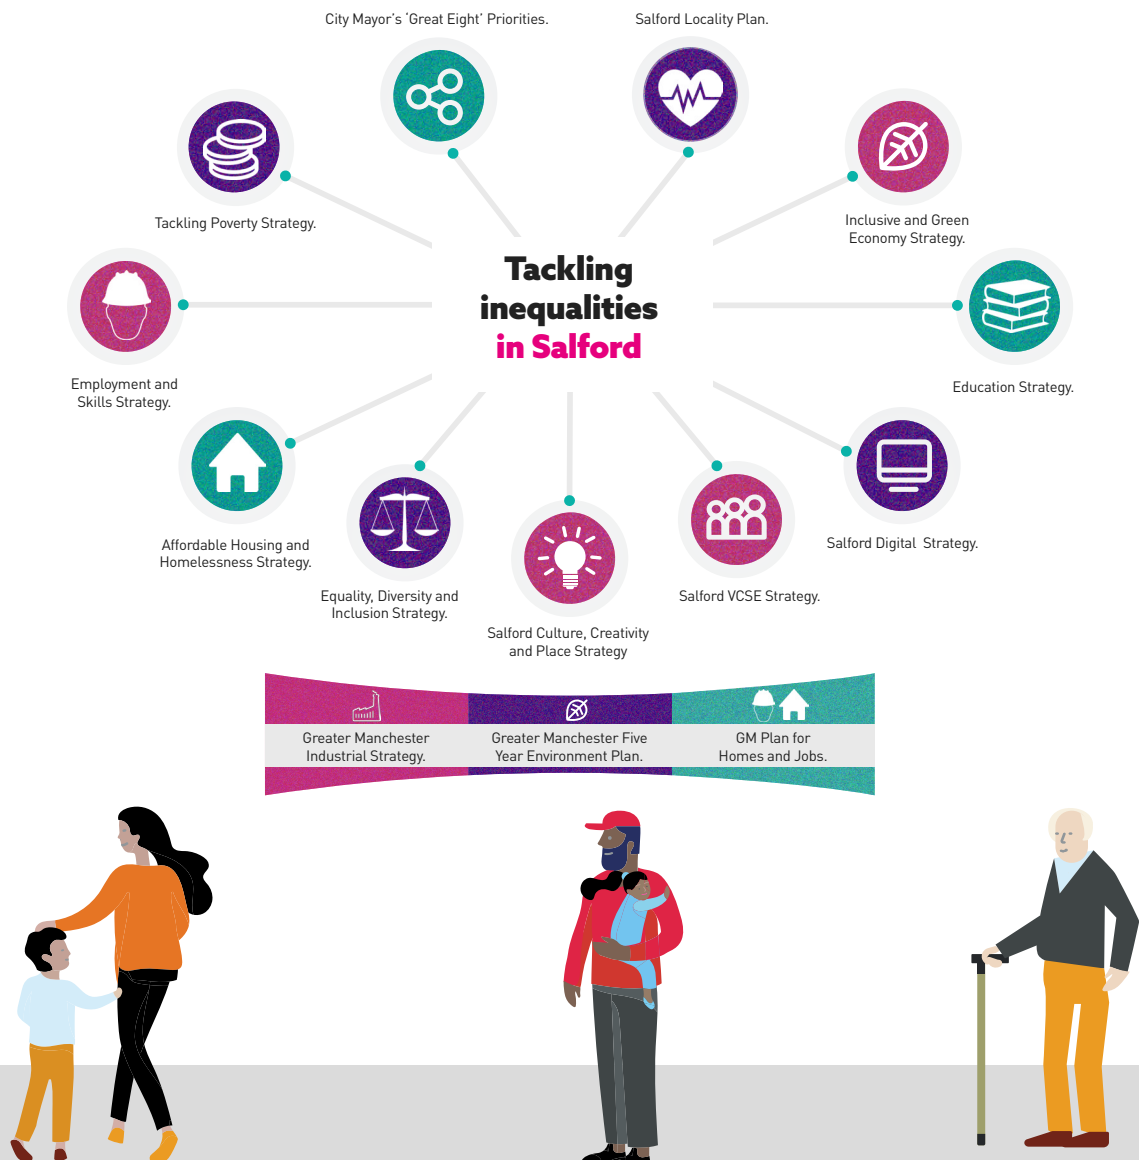 City Mayor's 'Great Eight' Priorities.
Salford Locality Plan.
Tackling Poverty Strategy.
Inclusive and Green
Economy Strategy.
Tackling
inequalities
in Salford
Employment and
Skills Strategy.
Education Strategy.
Affordable Housing and
Homelessness Strategy.
Salford Digital  Strategy.
Equality, Diversity and
Inclusion Strategy.
Salford VCSE Strategy.
Salford Culture, Creativity
and Place Strategy
Greater Manchester
Industrial Strategy.
Greater Manchester Five
Year Environment Plan.
GM Plan for
Homes and Jobs.